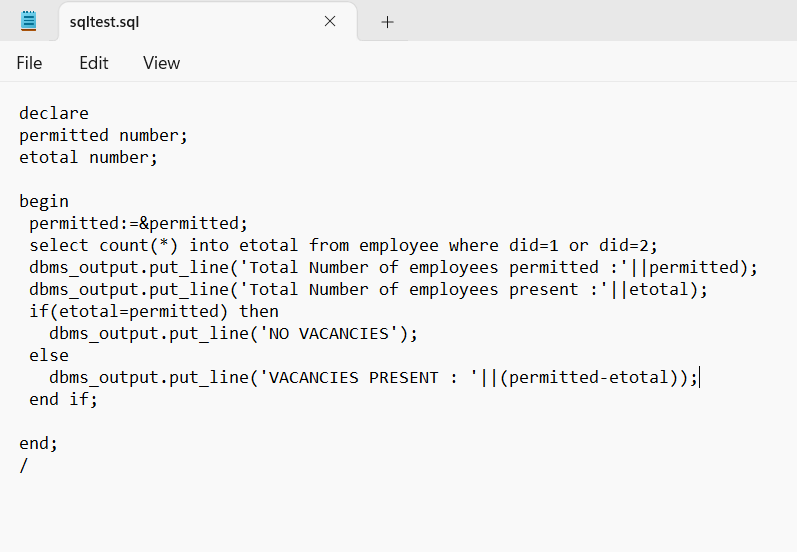 sqltest.sql
File Edit View
declare
permitted number;
etotal number;
begin
permitted:=&permitted;
select count(*) into etotal from employee where did=1 or did=2;
dbms_output.put_line('Total Number of employees permitted :'||permitted);
dbms_output.put_line('Total Number of employees present :'||etotal);
if(etotal=permitted) then
dbms_output.put_line('NO VACANCIES');
else
dbms_output.put_line('VACANCIES PRESENT : '||(permitted-etotal));
end if;
end;
/